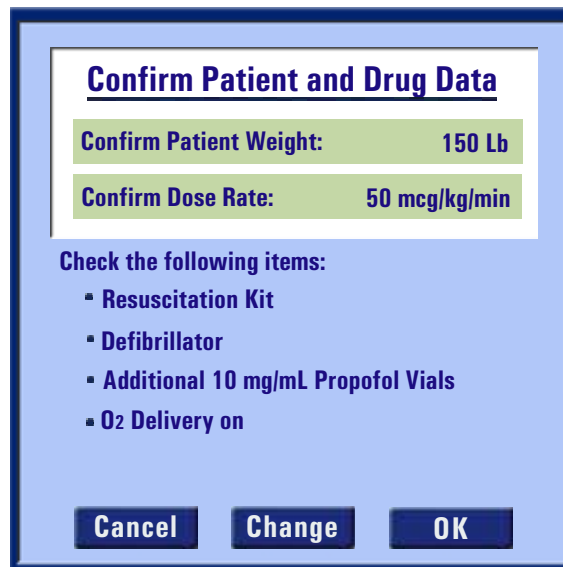 Confirm Patient and Drug Data
Confirm Patient Weight: 150 Lb
Confirm Dose Rate: 50 mcg/kg/min
Check the following items:
Resuscitation Kit
Defibrillator
Additional 10 mg/mL Propofol Vials
O2 Delivery on
Cancel Change OK